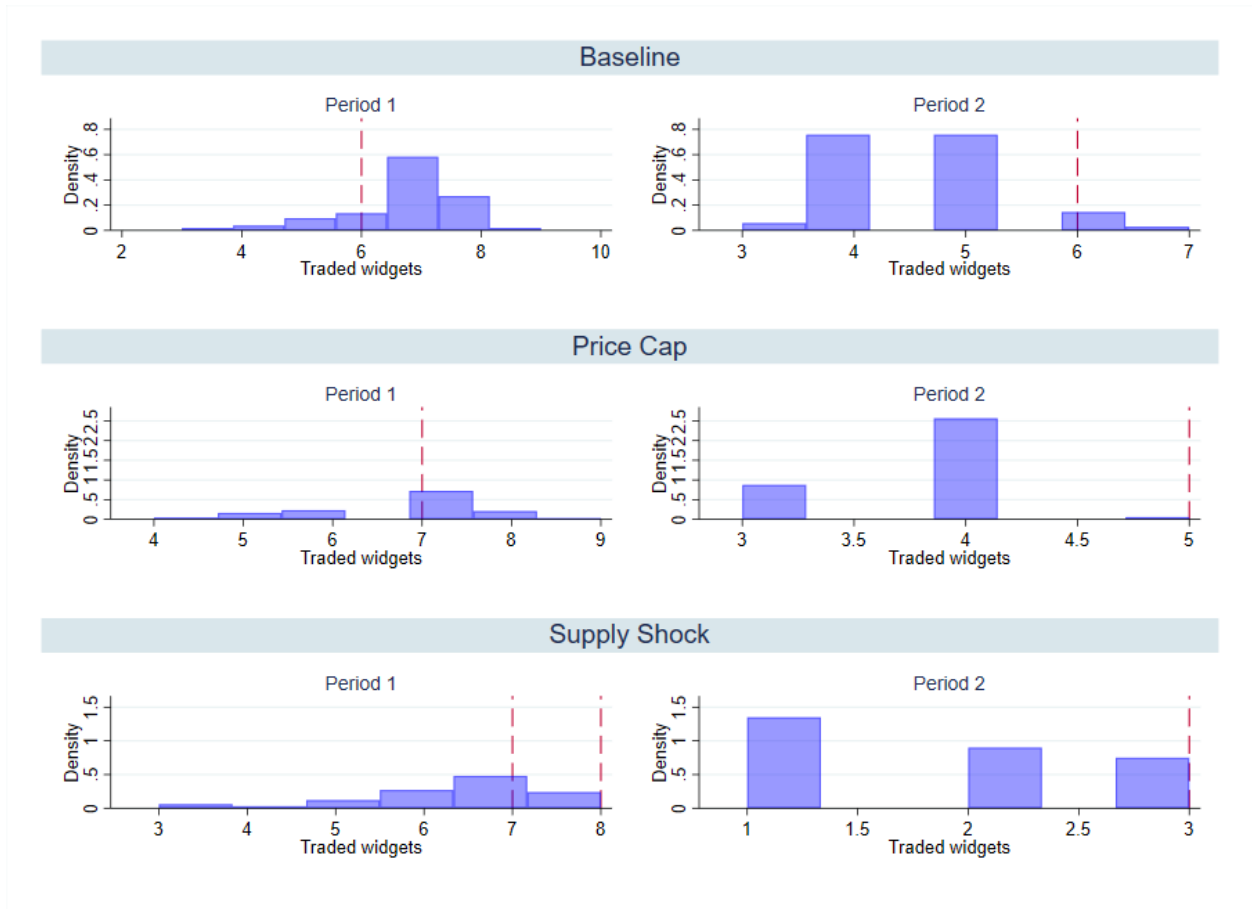 Baseline
Period 1
Period 2
Density
0 .2 .4 .6 .8
2 4 6 8 10
Traded widgets
Density
0 .2 .4 .6 .8
3 4 5 6 7
Traded widgets
Price Cap
Period 1
Period 2
Density
0 .5 1 1.5 2 2.5
4 5 6 7 8 9
Traded widgets
Density
0 .5 1 1.5 2 2.5
3 3.5 4 4.5 5
Traded widgets
Supply Shock
Period 1
Period 2
Density
0 .5 1 1.5
3 4 5 6 7 8
Traded widgets
Density
0 .5 1 1.5
1 1.5 2 2.5 3
Traded widgets